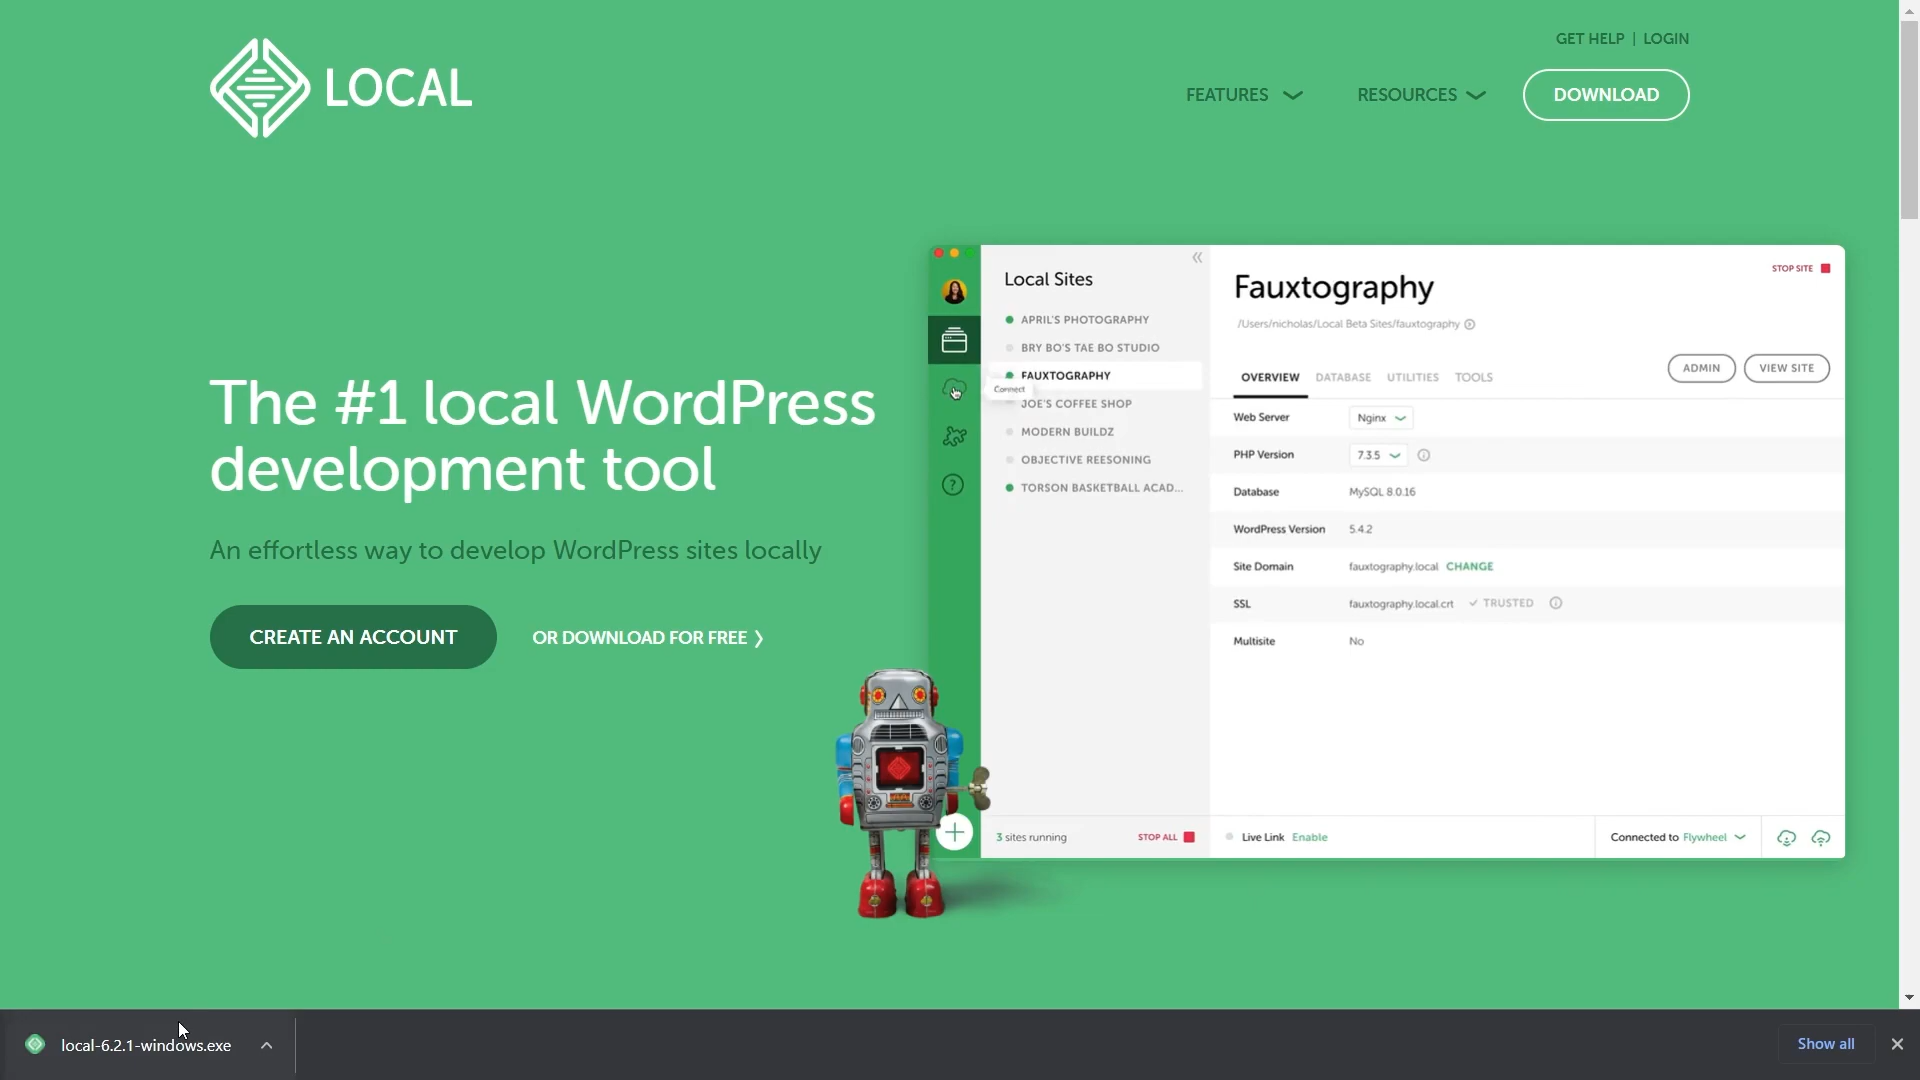 GET HELP | LOGIN
LOCAL
FEATURES
RESOURCES
DOWNLOAD
The #1 local WordPress
development tool
An effortless way to develop WordPress sites locally
CREATE AN ACCOUNT
OR DOWNLOAD FOR FREE
Local Sites
APRIL'S PHOTOGRAPHY
BRY BO'S TAE BO STUDIO
FAUXTOGRAPHY
Connect
JOE'S COFFEE SHOP
MODERN BUILDZ
OBJECTIVE REESONING
TORSON BASKETBALL ACAD...
3 sites running
STOP ALL
STOP SITE
Fauxtography
/Users/nicholas/Local Beta Sites/fauxtography
ADMIN
VIEW SITE
OVERVIEW DATABASE UTILITIES TOOLS
Web Server Nginx
PHP Version 7.3.5
Database MySQL 8.0.16
WordPress Version 5.4.2
Site Domain fauxtography.local CHANGE
SSL fauxtography.local.crt TRUSTED
Multisite No
Live Link Enable
Connected to Flywheel
local-6.2.1-windows.exe
Show all